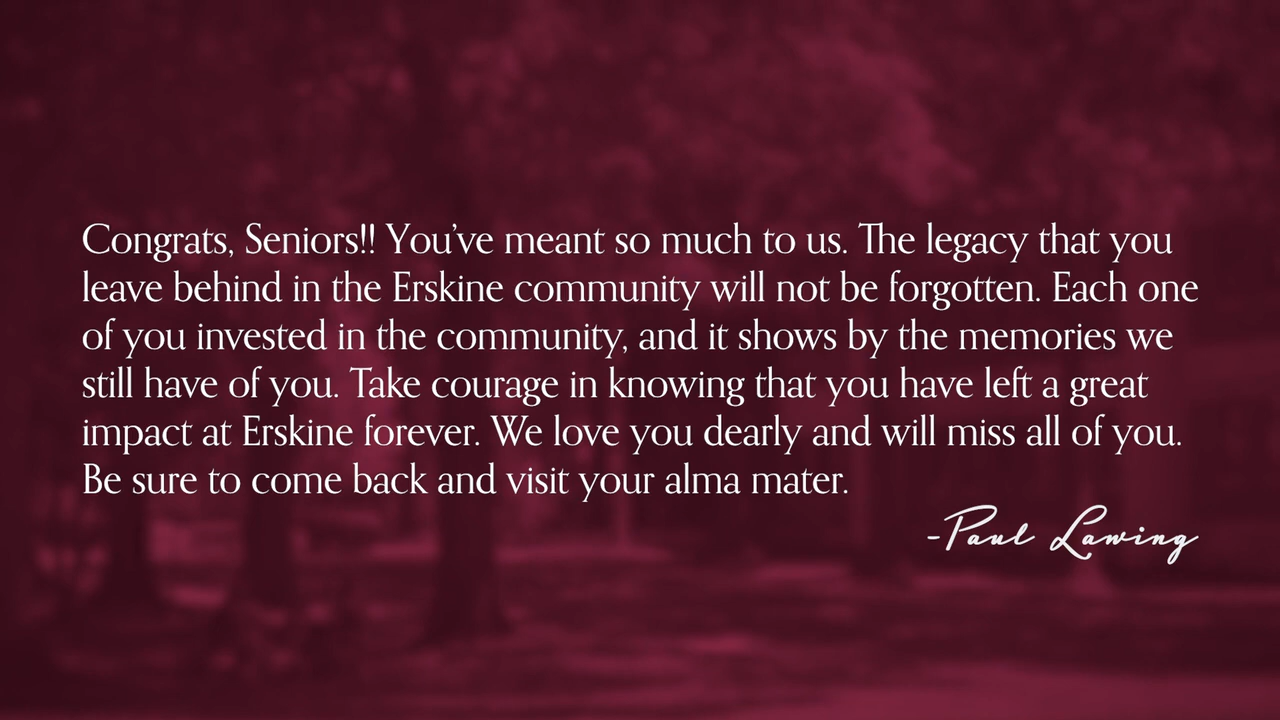 Congrats, Seniors!! You've meant so much to us. The legacy that you
leave behind in the Erskine community will not be forgotten. Each one
of you invested in the community, and it shows by the memories we
still have of you. Take courage in knowing that you have left a great
impact at Erskine forever. We love you dearly and will miss all of you.
Be sure to come back and visit your alma mater.
-Paul Lawing